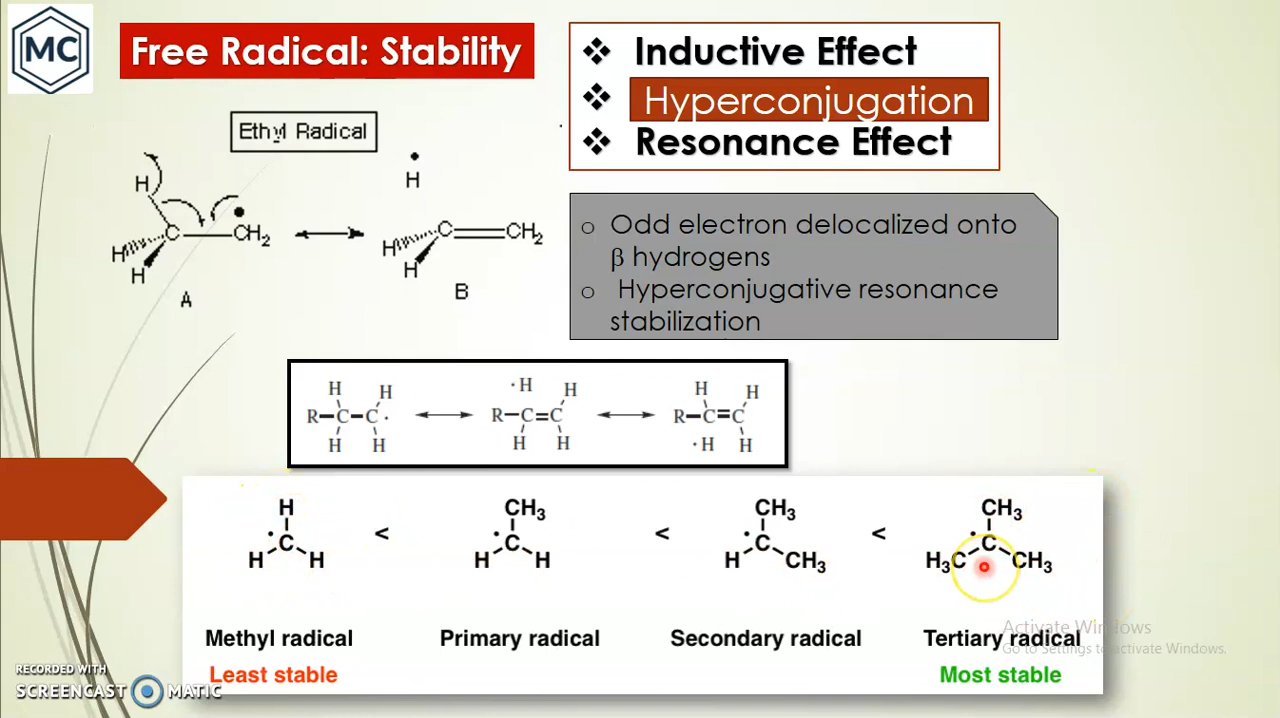 MC
Free Radical: Stability
❖ Inductive Effect
❖ Hyperconjugation
❖ Resonance Effect
Ethyl Radical
H
H
H
C
CH₂
A
•
H
H
H
C
CH₂
B
o Odd electron delocalized onto
β hydrogens
o Hyperconjugative resonance
stabilization
H H
R–C–C·
H H
·H H
R–C=C
H H
H H
R–C=C
·H H
H
·
H C H
<
CH₃
·
H C H
<
CH₃
·
H C CH₃
<
CH₃
·
H₃C C CH₃
Methyl radical
Primary radical
Secondary radical
Tertiary radical
Least stable
Most stable
Activate Windows
Go to Settings to activate Windows.
RECORDED WITH
SCREENCAST MATIC